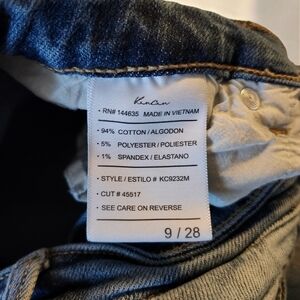 KanCan
• RN# 144635 MADE IN VIETNAM
• 94% COTTON / ALGODON
• 5% POLYESTER / POLIESTER
• 1% SPANDEX / ELASTANO
• STYLE / ESTILO # KC9232M
• CUT # 45517
• SEE CARE ON REVERSE
9 / 28